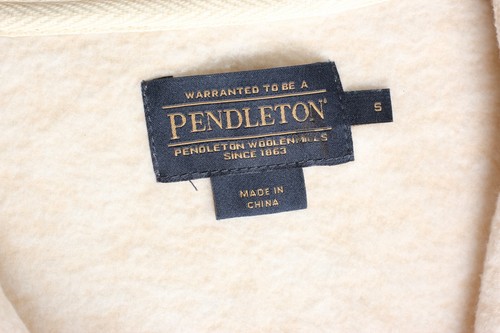 WARRANTED TO BE A
PENDLETON®
PENDLETON WOOLEN MILLS
SINCE 1863
S
MADE IN
CHINA